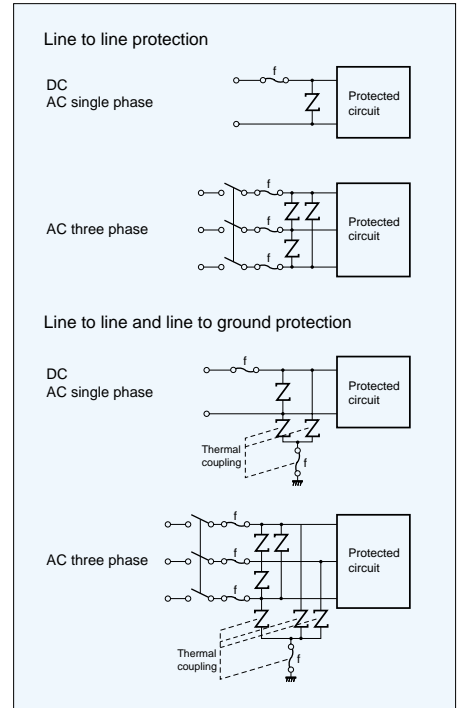 Line to line protection
f
DC
AC single phase
Protected
circuit
f
AC three phase
f
f
Protected
circuit
Line to line and line to ground protection
f
DC
AC single phase
Protected
circuit
Thermal
coupling
f
f
AC three phase
f
f
Protected
circuit
Thermal
coupling
f